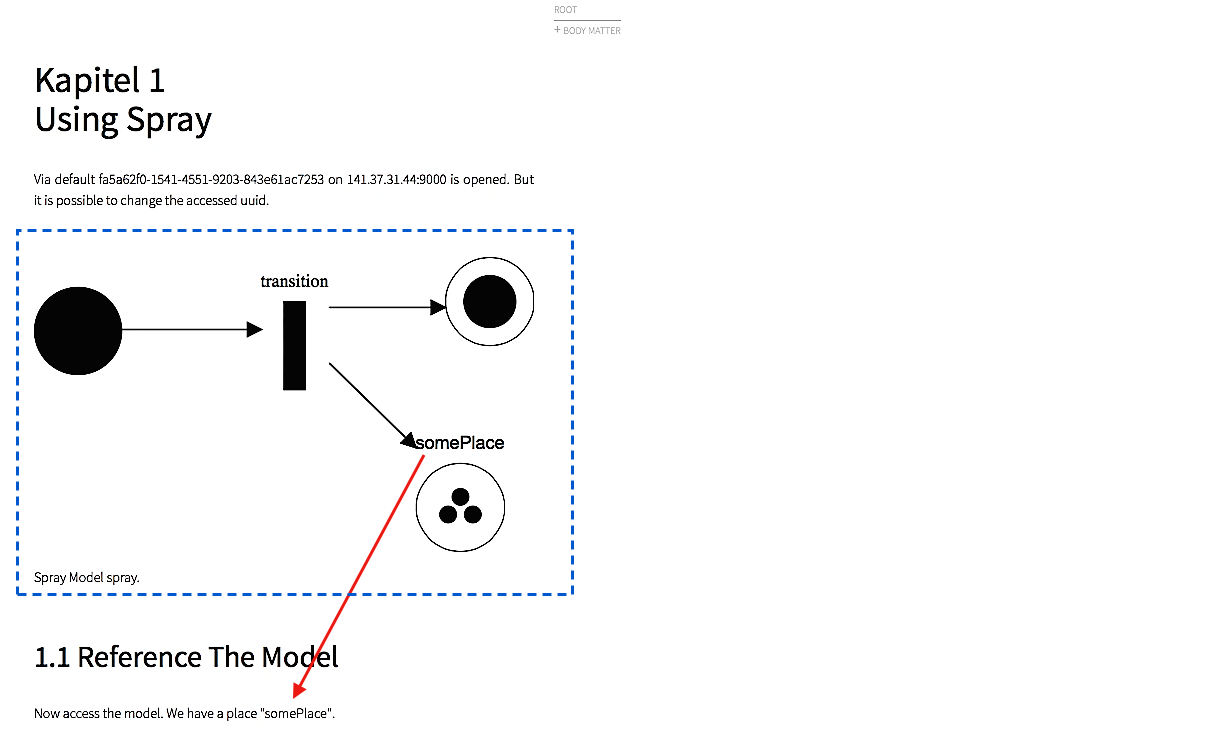 ROOT
+ BODY MATTER
Kapitel 1
Using Spray
Via default fa5a62f0-1541-4551-9203-843e61ac7253 on 141.37.31.44:9000 is opened. But
it is possible to change the accessed uuid.
transition
somePlace
Spray Model spray.
1.1 Reference The Model
Now access the model. We have a place "somePlace".